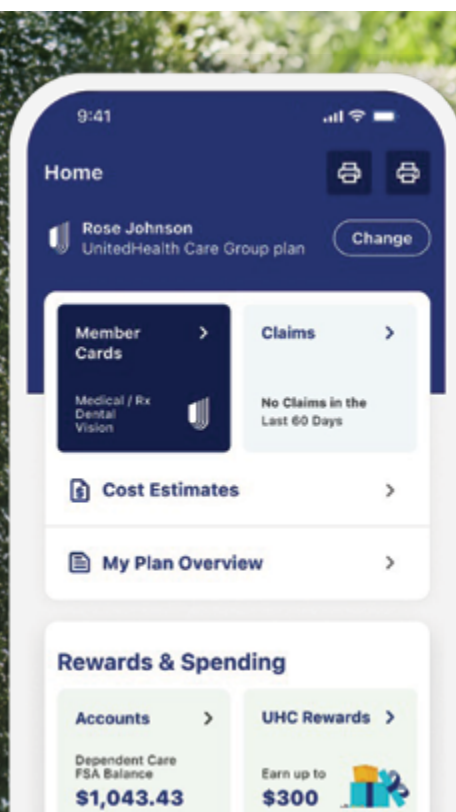 9:41
Home
Rose Johnson
UnitedHealth Care Group plan
Change
Member
Cards
Medical / Rx
Dental
Vision
Claims
No Claims in the
Last 60 Days
Cost Estimates
My Plan Overview
Rewards & Spending
Accounts
Dependent Care
FSA Balance
$1,043.43
UHC Rewards
Earn up to
$300